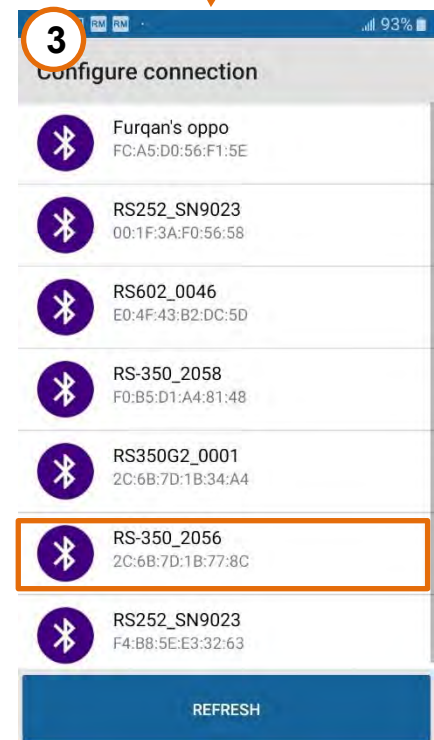 3
RM RM
93%
Configure connection
Furqan's oppo
FC:A5:D0:56:F1:5E
RS252_SN9023
00:1F:3A:F0:56:58
RS602_0046
E0:4F:43:B2:DC:5D
RS-350_2058
F0:B5:D1:A4:81:48
RS350G2_0001
2C:6B:7D:1B:34:A4
RS-350_2056
2C:6B:7D:1B:77:8C
RS252_SN9023
F4:B8:5E:E3:32:63
REFRESH